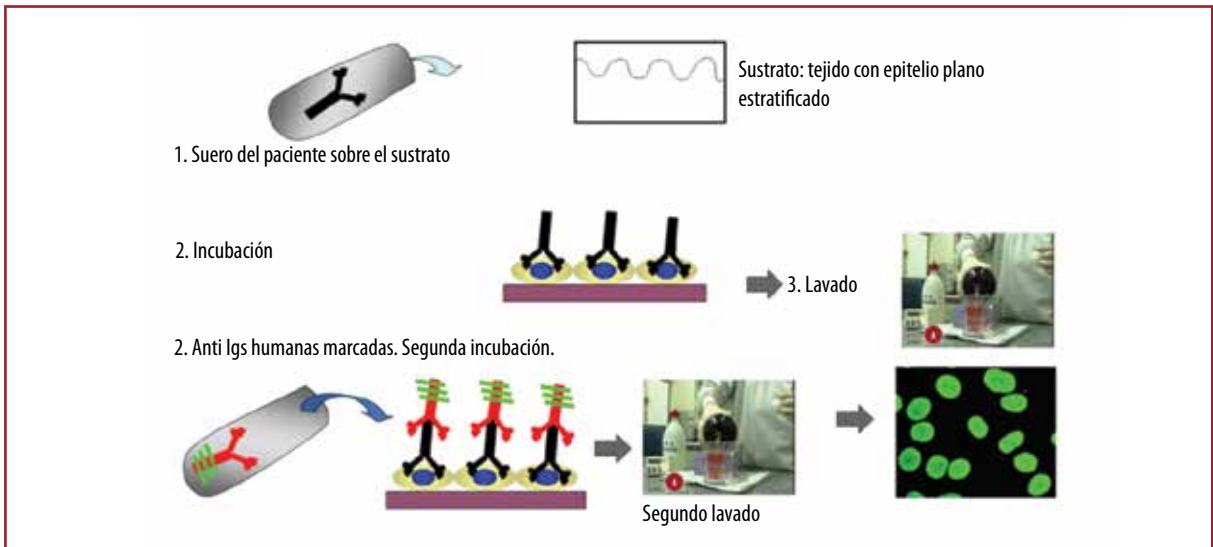 Sustrato: tejido con epitelio plano
estratificado
1. Suero del paciente sobre el sustrato
2. Incubación
3. Lavado
2. Anti Igs humanas marcadas. Segunda incubación.
Segundo lavado